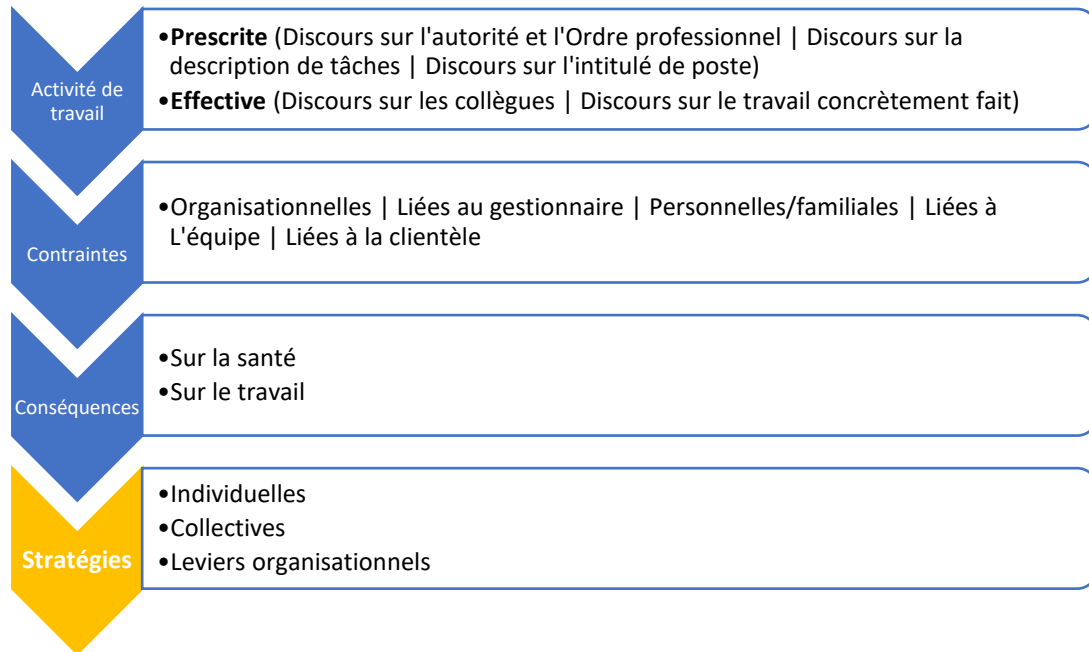 Activité de
travail
•Prescrite (Discours sur l'autorité et l'Ordre professionnel | Discours sur la
description de tâches | Discours sur l'intitulé de poste)
•Effective (Discours sur les collègues | Discours sur le travail concrètement fait)
Contraintes
•Organisationnelles | Liées au gestionnaire | Personnelles/familiales | Liées à
L'équipe | Liées à la clientèle
Conséquences
•Sur la santé
•Sur le travail
Stratégies
•Individuelles
•Collectives
•Leviers organisationnels